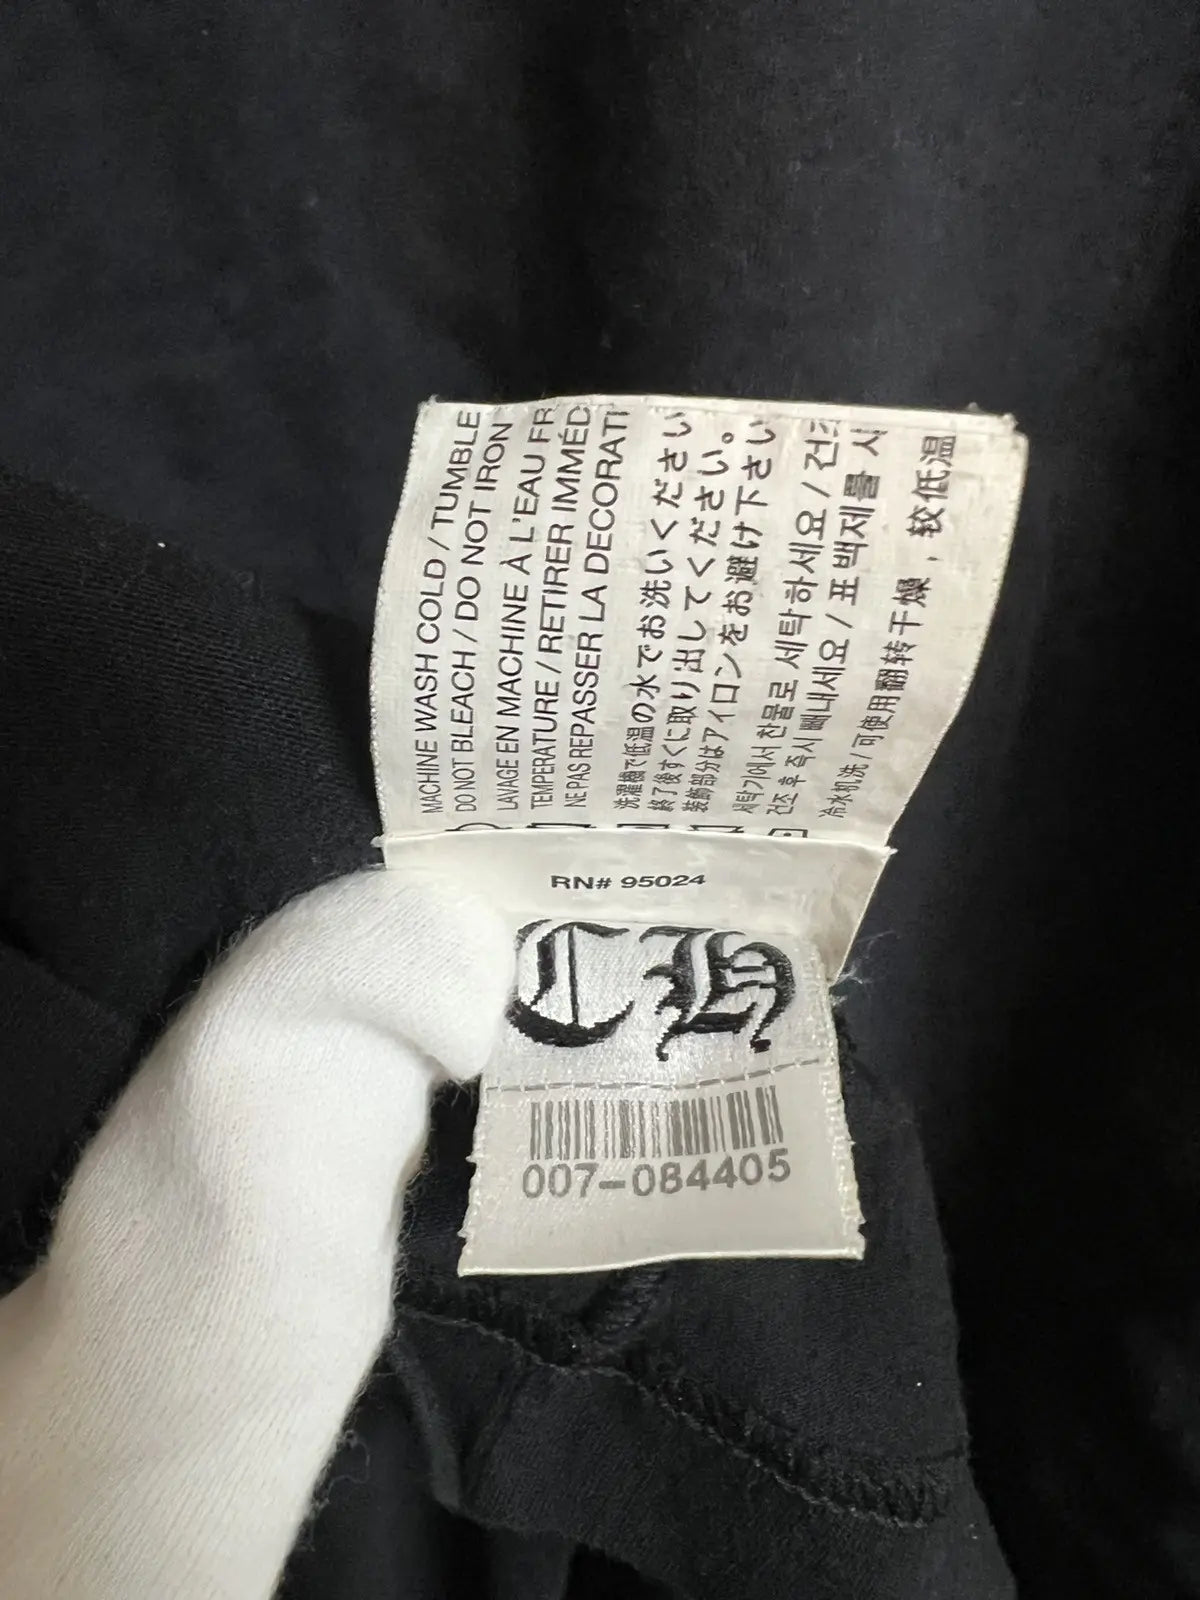 MACHINE WASH COLD / TUMBLE
DO NOT BLEACH / DO NOT IRON
LAVAGE EN MACHINE À L'EAU FR
TEMPÉRATURE / RETIRER IMMÉD
NE PAS REPASSER LA DECORATI
洗濯機で低温の水でお洗いください
終了後すぐに取り出してください。
装飾部分はアイロンをお避け下さい
세탁기에서 찬물로 세탁하세요 / 건조
건조 후 즉시 빼내세요 / 표백제를 사
冷水机洗 / 可使用翻转干燥，较低温
RN# 95024
CH
007-084405